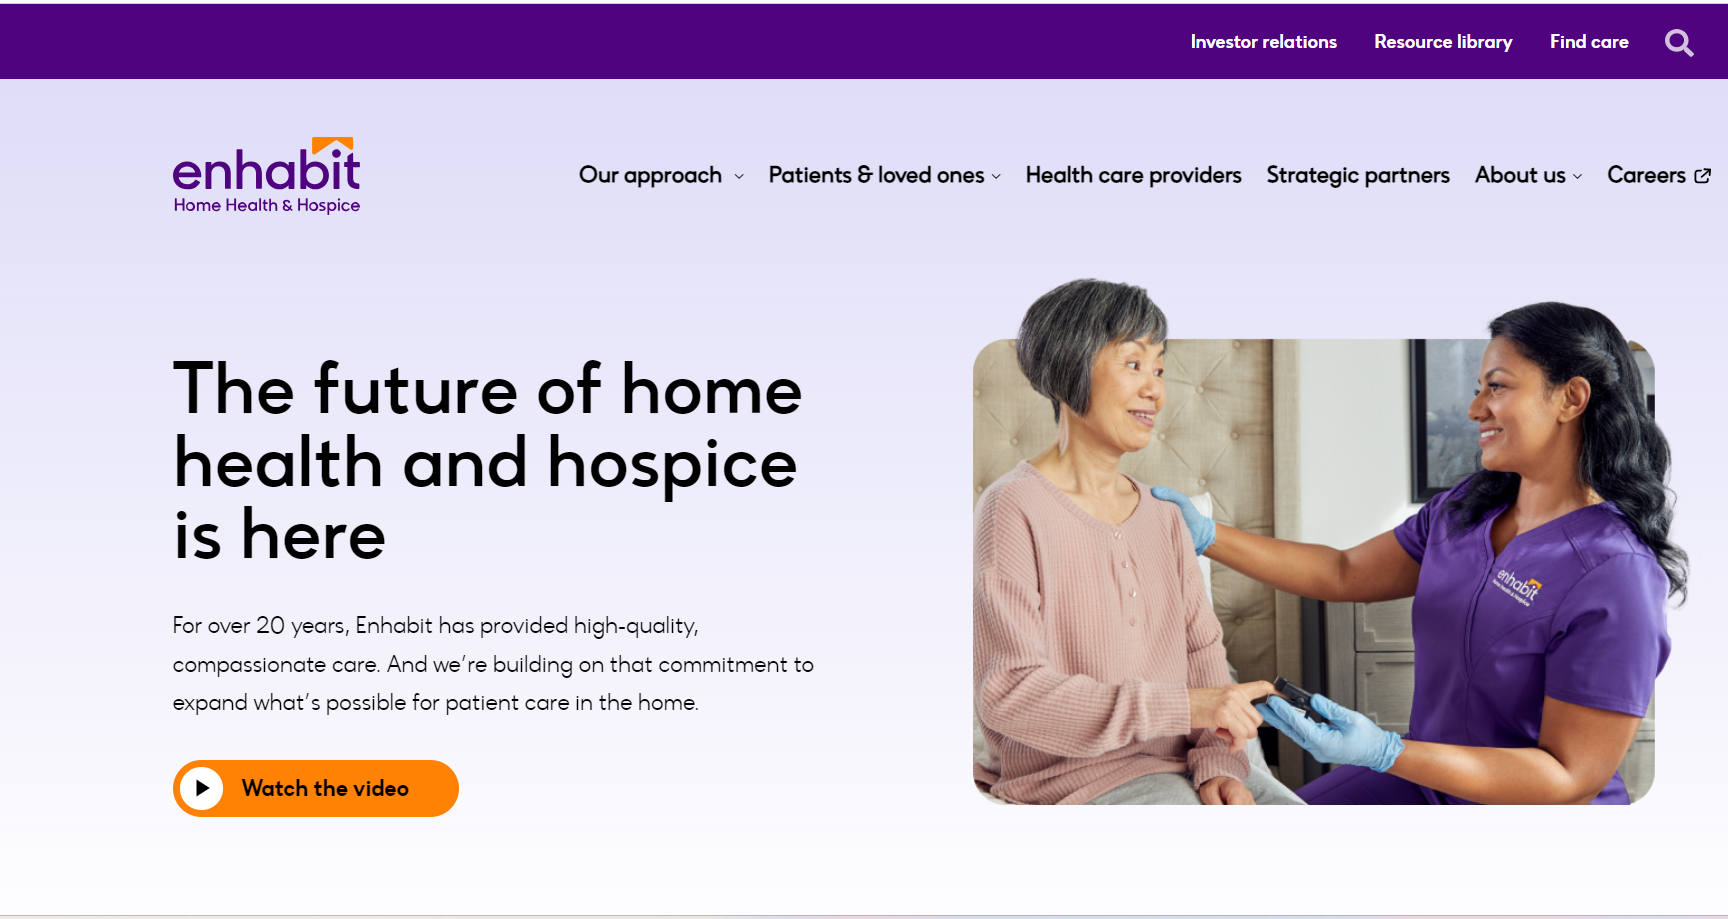 Investor relations Resource library Find care
enhabit
Home Health & Hospice
Our approach Patients & loved ones Health care providers Strategic partners About us Careers
The future of home
health and hospice
is here
For over 20 years, Enhabit has provided high-quality,
compassionate care. And we're building on that commitment to
expand what's possible for patient care in the home.
Watch the video
enhabit
Home Health & Hospice